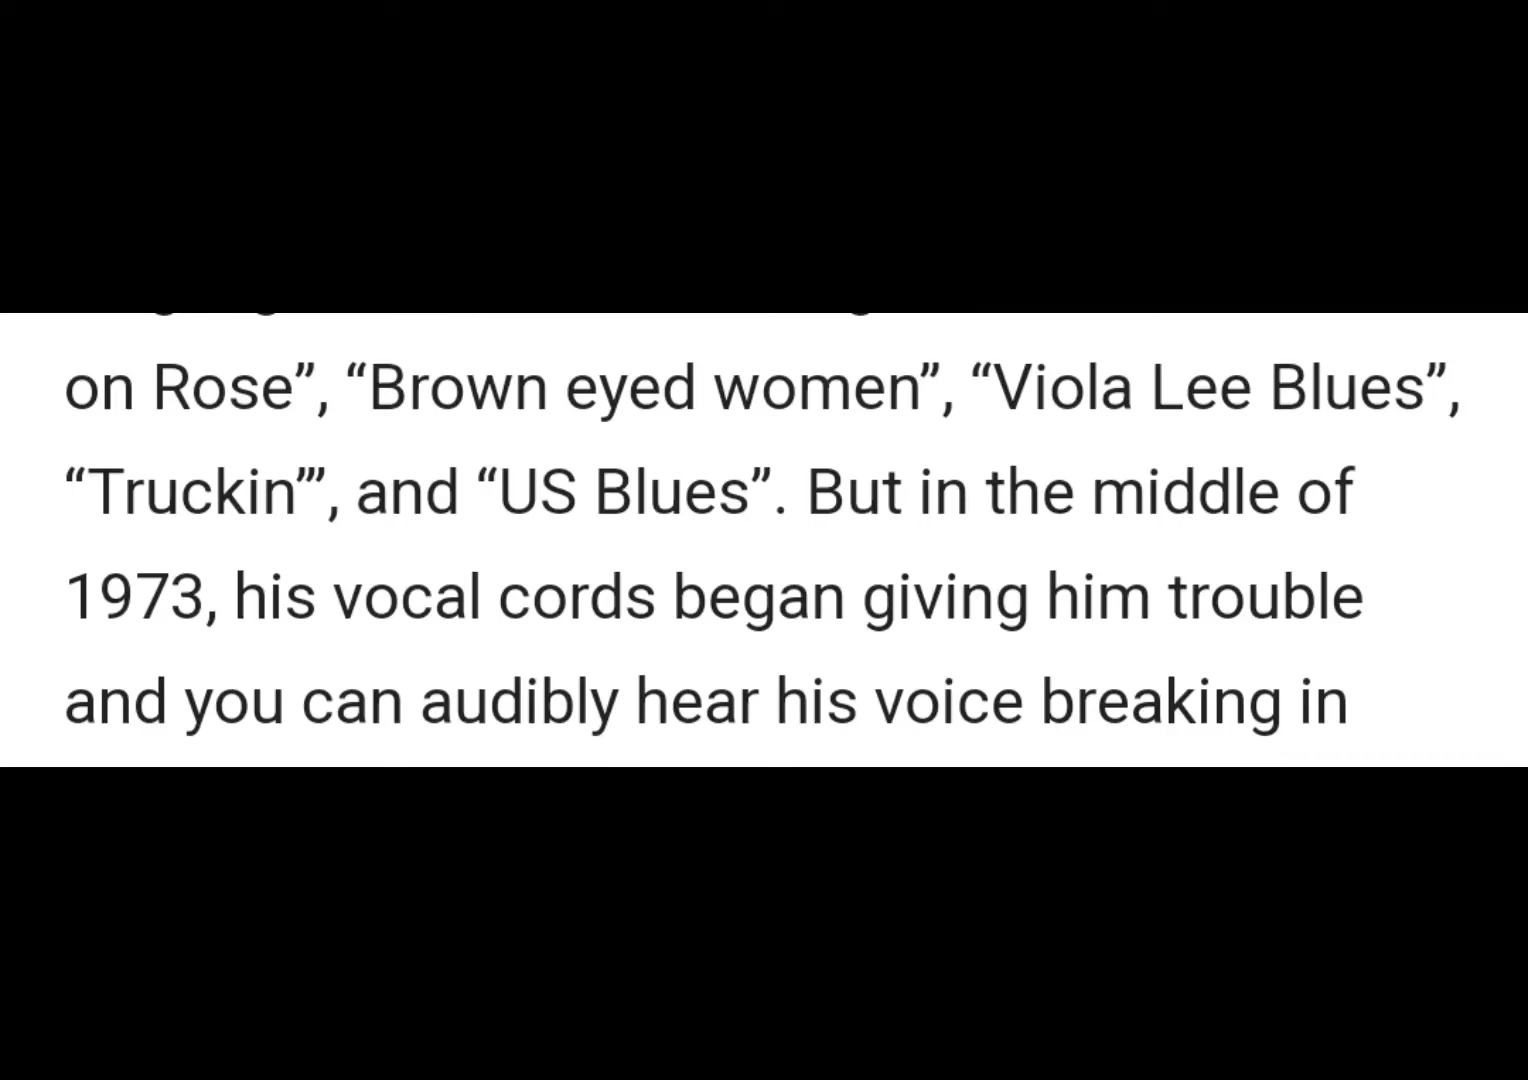 on Rose”, “Brown eyed women”, “Viola Lee Blues”,
“Truckin’”, and “US Blues”. But in the middle of
1973, his vocal cords began giving him trouble
and you can audibly hear his voice breaking in